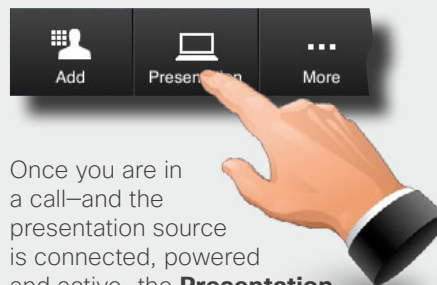 Add Presentation More
Once you are in
a call—and the
presentation source
is connected, powered
and active–the Presentation